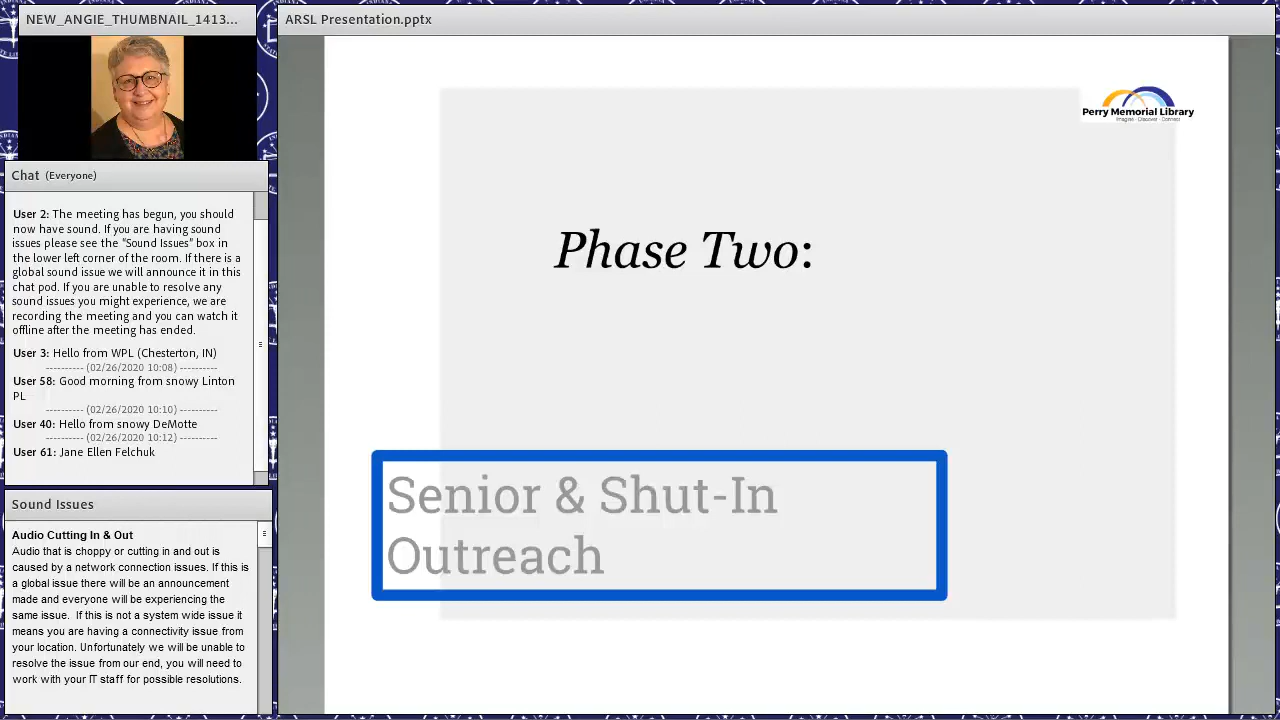 NEW_ANGIE_THUMBNAIL_1413...
ARSL Presentation.pptx
Chat (Everyone)
User 2: The meeting has begun, you should
now have sound. If you are having sound
issues please see the "Sound Issues" box in
the lower left corner of the room. If there is a
global sound issue we will announce it in this
chat pod. If you are unable to resolve any
sound issues you might experience, we are
recording the meeting and you can watch it
offline after the meeting has ended.
User 3: Hello from WPL (Chesterton, IN)
---------- (02/26/2020 10:08) ----------
User 58: Good morning from snowy Linton
PL
---------- (02/26/2020 10:10) ----------
User 40: Hello from snowy DeMotte
---------- (02/26/2020 10:12) ----------
User 61: Jane Ellen Felchuk
Sound Issues
Audio Cutting In & Out
Audio that is choppy or cutting in and out is
caused by a network connection issues. If this is
a global issue there will be an announcement
made and everyone will be experiencing the
same issue.  If this is not a system wide issue it
means you are having a connectivity issue from
your location. Unfortunately we will be unable to
resolve the issue from our end, you will need to
work with your IT staff for possible resolutions.
Perry Memorial Library
Imagine - Discover - Connect
Phase Two:
Senior & Shut-In
Outreach